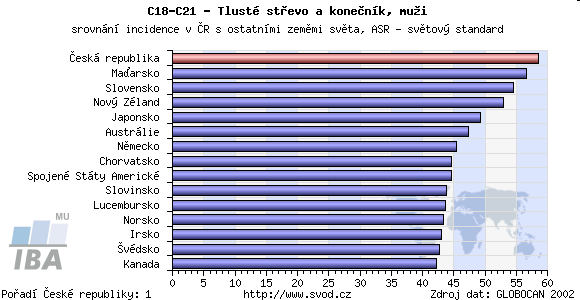 C18-C21 - Tlusté střevo a konečník, muži
srovnání incidence v ČR s ostatními zeměmi světa, ASR - světový standard
Česká republika
Maďarsko
Slovensko
Nový Zéland
Japonsko
Austrálie
Německo
Chorvatsko
Spojené Státy Americké
Slovinsko
Lucembursko
Norsko
Irsko
Švédsko
Kanada
0 5 10 15 20 25 30 35 40 45 50 55 60
MU
IBA
Pořadí České republiky: 1 http://www.svod.cz Zdroj dat: GLOBOCAN 2002